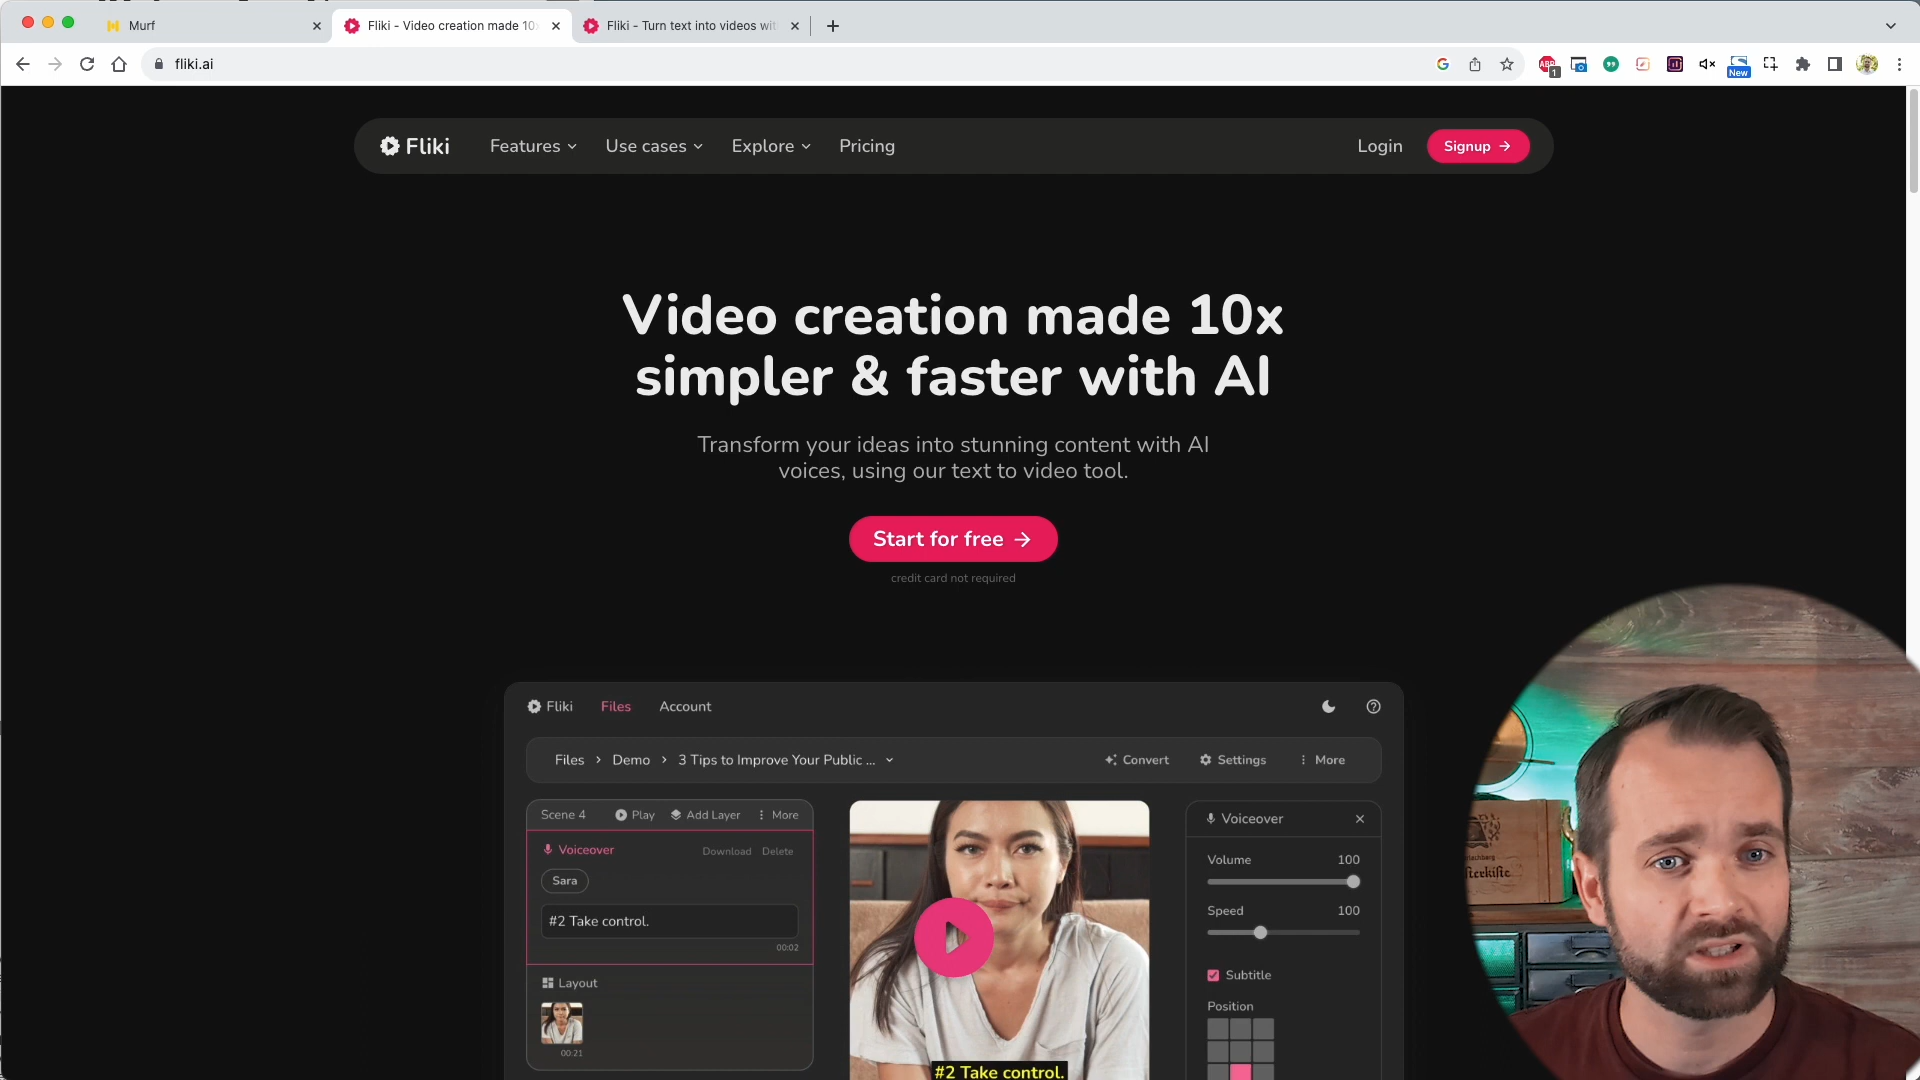 Murf
Fliki - Video creation made 10x
Fliki - Turn text into videos wit
fliki.ai
ABP
1
New
Fliki
Features
Use cases
Explore
Pricing
Login
Signup
Video creation made 10x
simpler & faster with AI
Transform your ideas into stunning content with AI
voices, using our text to video tool.
Start for free
credit card not required
Fliki
Files
Account
Files
Demo
3 Tips to Improve Your Public ...
Convert
Settings
More
Scene 4
Play
Add Layer
More
Voiceover
Download
Delete
Sara
#2 Take control.
00:02
Layout
00:21
#2 Take control.
Voiceover
Volume
100
Speed
100
Subtitle
Position